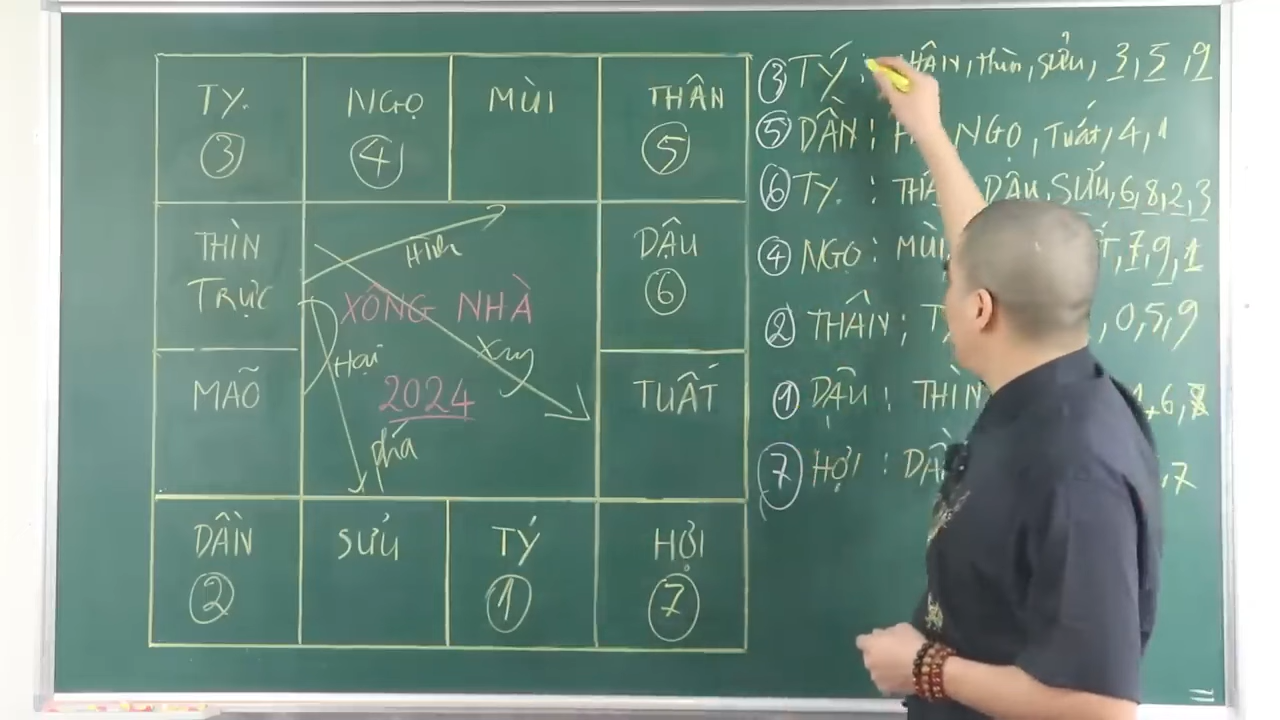 TY. NGỌ MÙI THÂN
3 4 5
THÌN DẬU
TRỰC 6
Hình
XÔNG NHÀ
Hại Xung
MAÕ TUẤT
2024
phá
DẦN SỬU TÝ HỢI
2 1 7
3 TÝ : thìn, SỬU, 3, 5, 9
5 DẦN : NGỌ, Tuất, 4, 1
6 TY. : DẬU, SỬU, 6, 8, 2, 3
4 NGỌ : MÙI, 7, 9, 1
2 THÂN : , 0, 5, 9
1 DẬU : THÌN 6,
7 HỢI : , 7